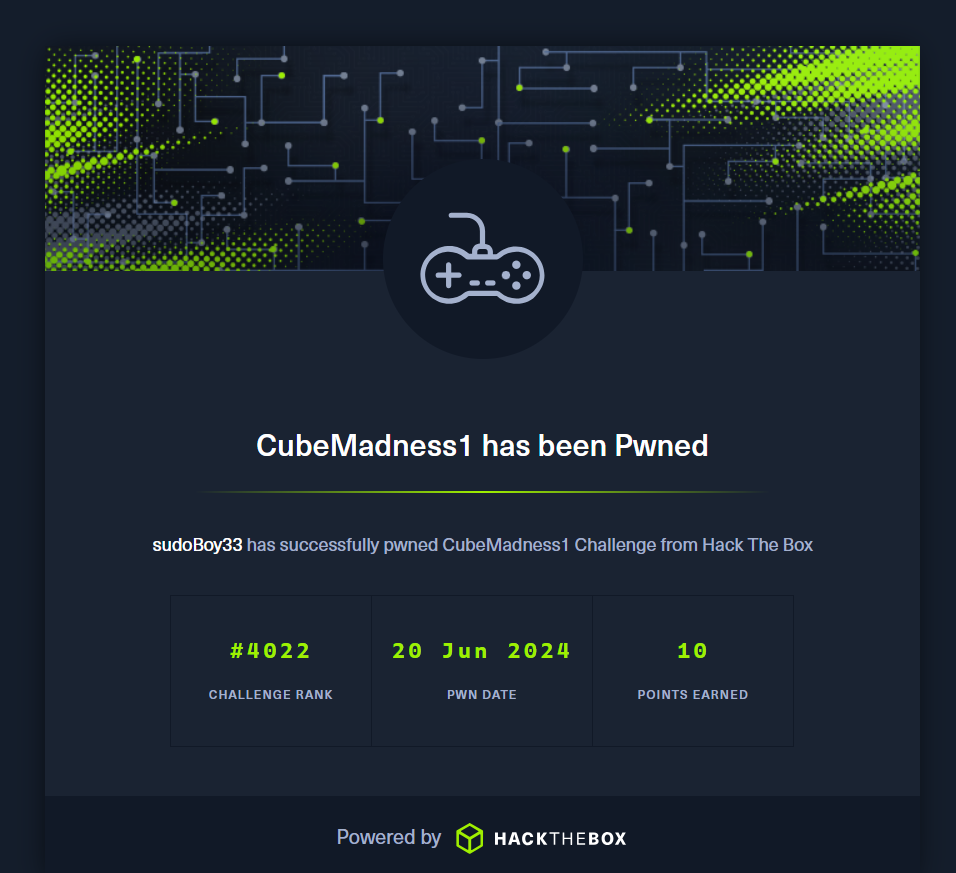 CubeMadness1 has been Pwned
sudoBoy33 has successfully pwned CubeMadness1 Challenge from Hack The Box
#4022 20 Jun 2024 10
CHALLENGE RANK PWN DATE POINTS EARNED
Powered by HACKTHEBOX